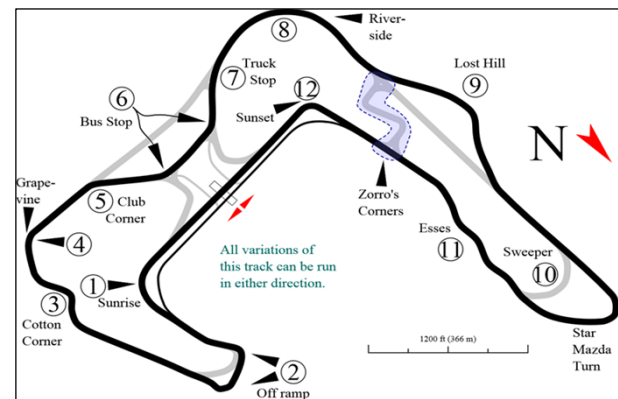 8
River-
side
7
Truck
Stop
Lost Hill
9
6
Bus Stop
12
Sunset
N
Grape-
vine
5
Club
Corner
Zorro's
Corners
4
Esses
11
Sweeper
10
All variations of
this track can be run
in either direction.
1
Sunrise
3
Cotton
Corner
1200 ft (366 m)
Star
Mazda
Turn
2
Off ramp